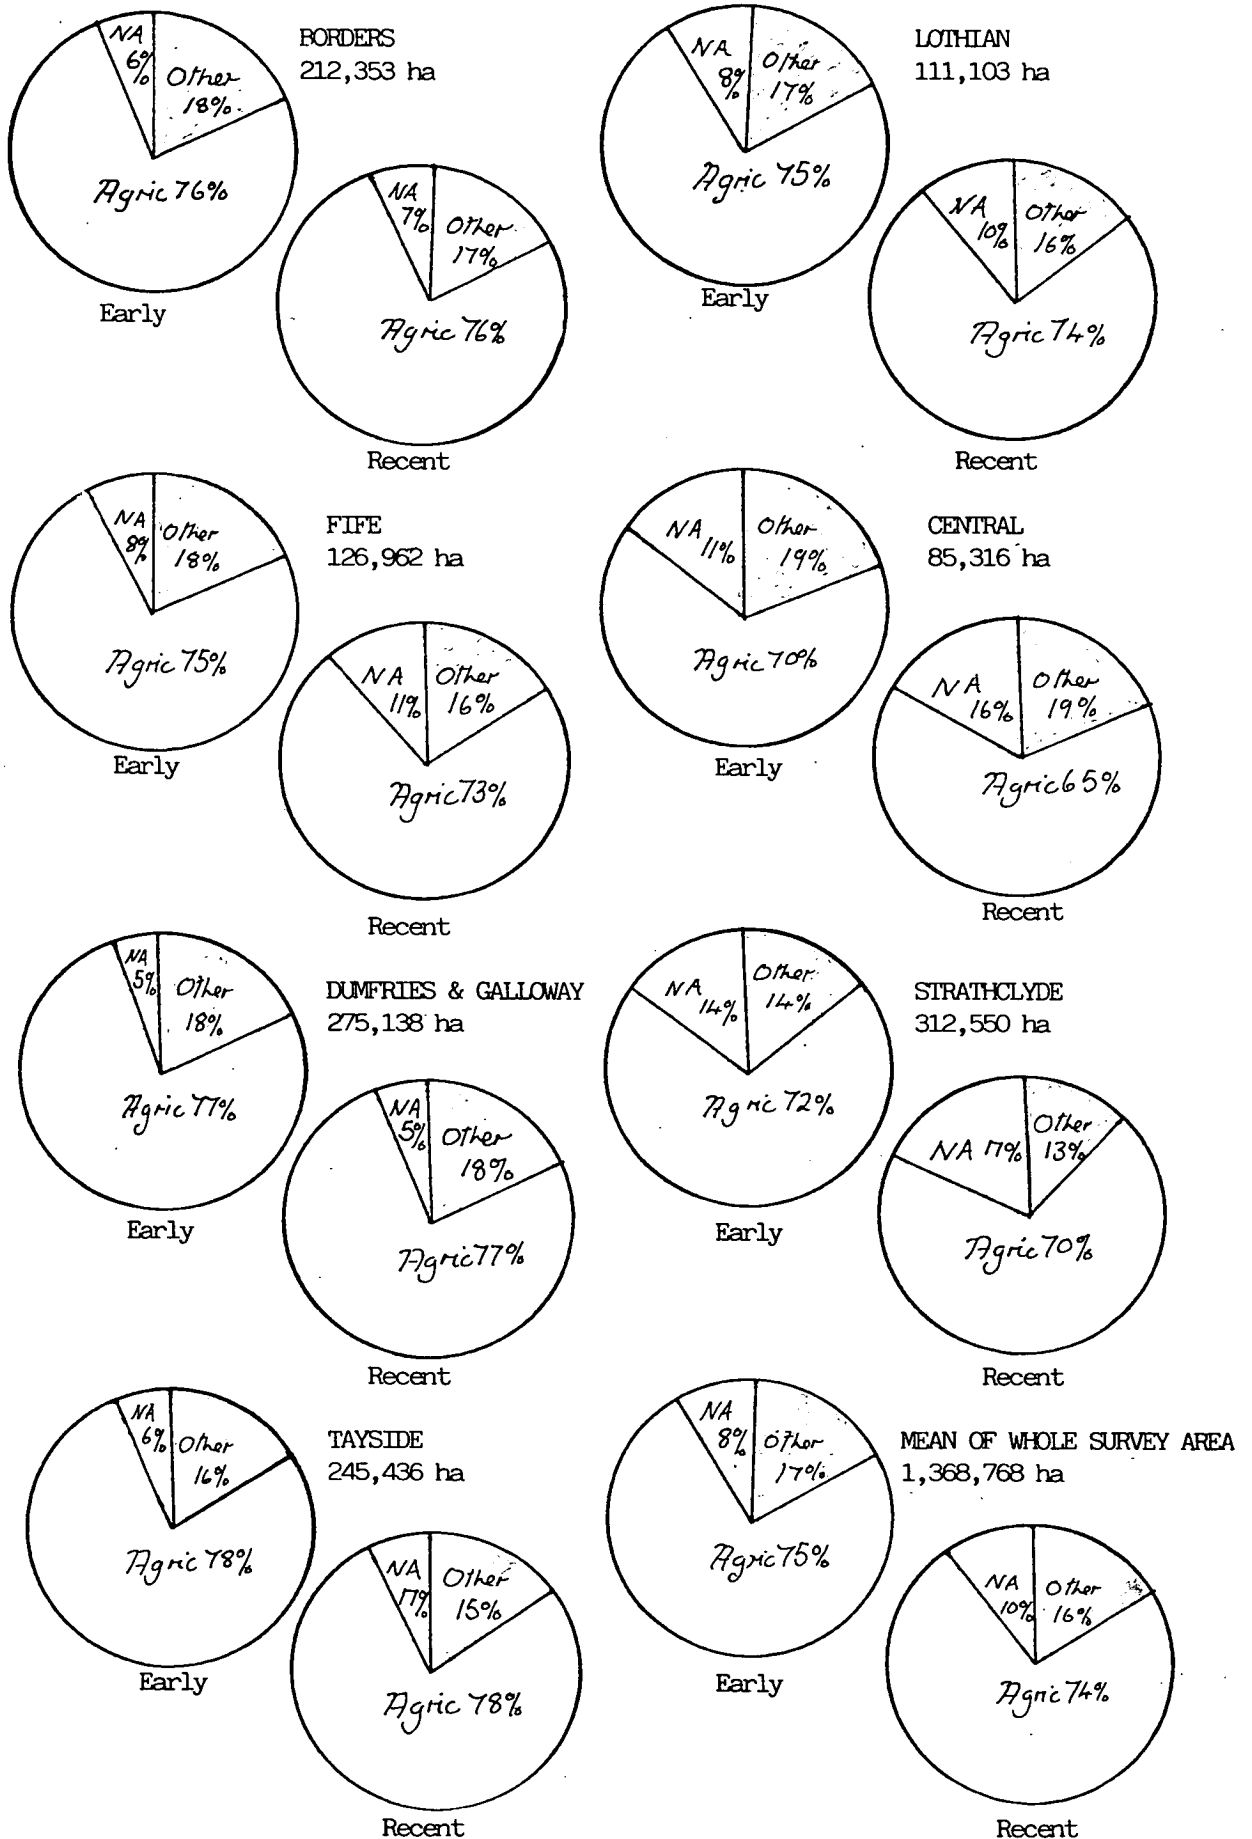 BORDERS
212,353 ha
NA
6%
Other
18%
Agric 76%
Early
NA
7%
Other
17%
Agric 76%
Recent
LOTHIAN
111,103 ha
NA
8%
Other
17%
Agric 75%
Early
NA
10%
Other
16%
Agric 74%
Recent
FIFE
126,962 ha
NA
8%
Other
18%
Agric 75%
Early
NA
11%
Other
16%
Agric 73%
Recent
CENTRAL
85,316 ha
NA
11%
Other
19%
Agric 70%
Early
NA
16%
Other
19%
Agric 65%
Recent
DUMFRIES & GALLOWAY
275,138 ha
NA
5%
Other
18%
Agric 77%
Early
NA
5%
Other
18%
Agric 77%
Recent
STRATHCLYDE
312,550 ha
NA
14%
Other
14%
Agric 72%
Early
NA 17%
Other
13%
Agric 70%
Recent
TAYSIDE
245,436 ha
NA
6%
Other
16%
Agric 78%
Early
NA
7%
Other
15%
Agric 78%
Recent
MEAN OF WHOLE SURVEY AREA
1,368,768 ha
NA
8%
Other
17%
Agric 75%
Early
NA
10%
Other
16%
Agric 74%
Recent